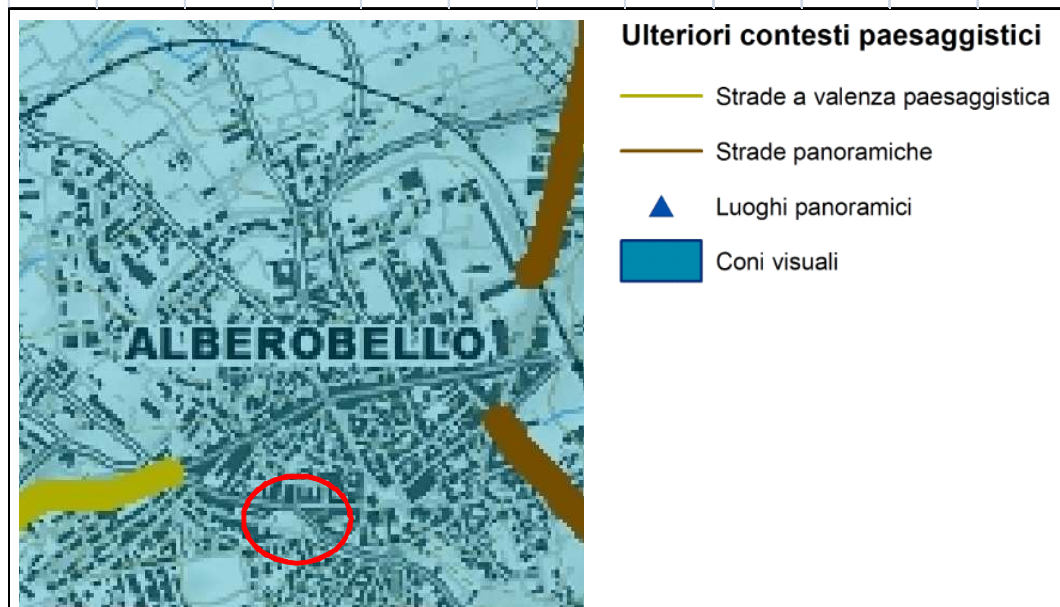 Ulteriori contesti paesaggistici
Strade a valenza paesaggistica
Strade panoramiche
Luoghi panoramici
Coni visuali
ALBEROBELLO